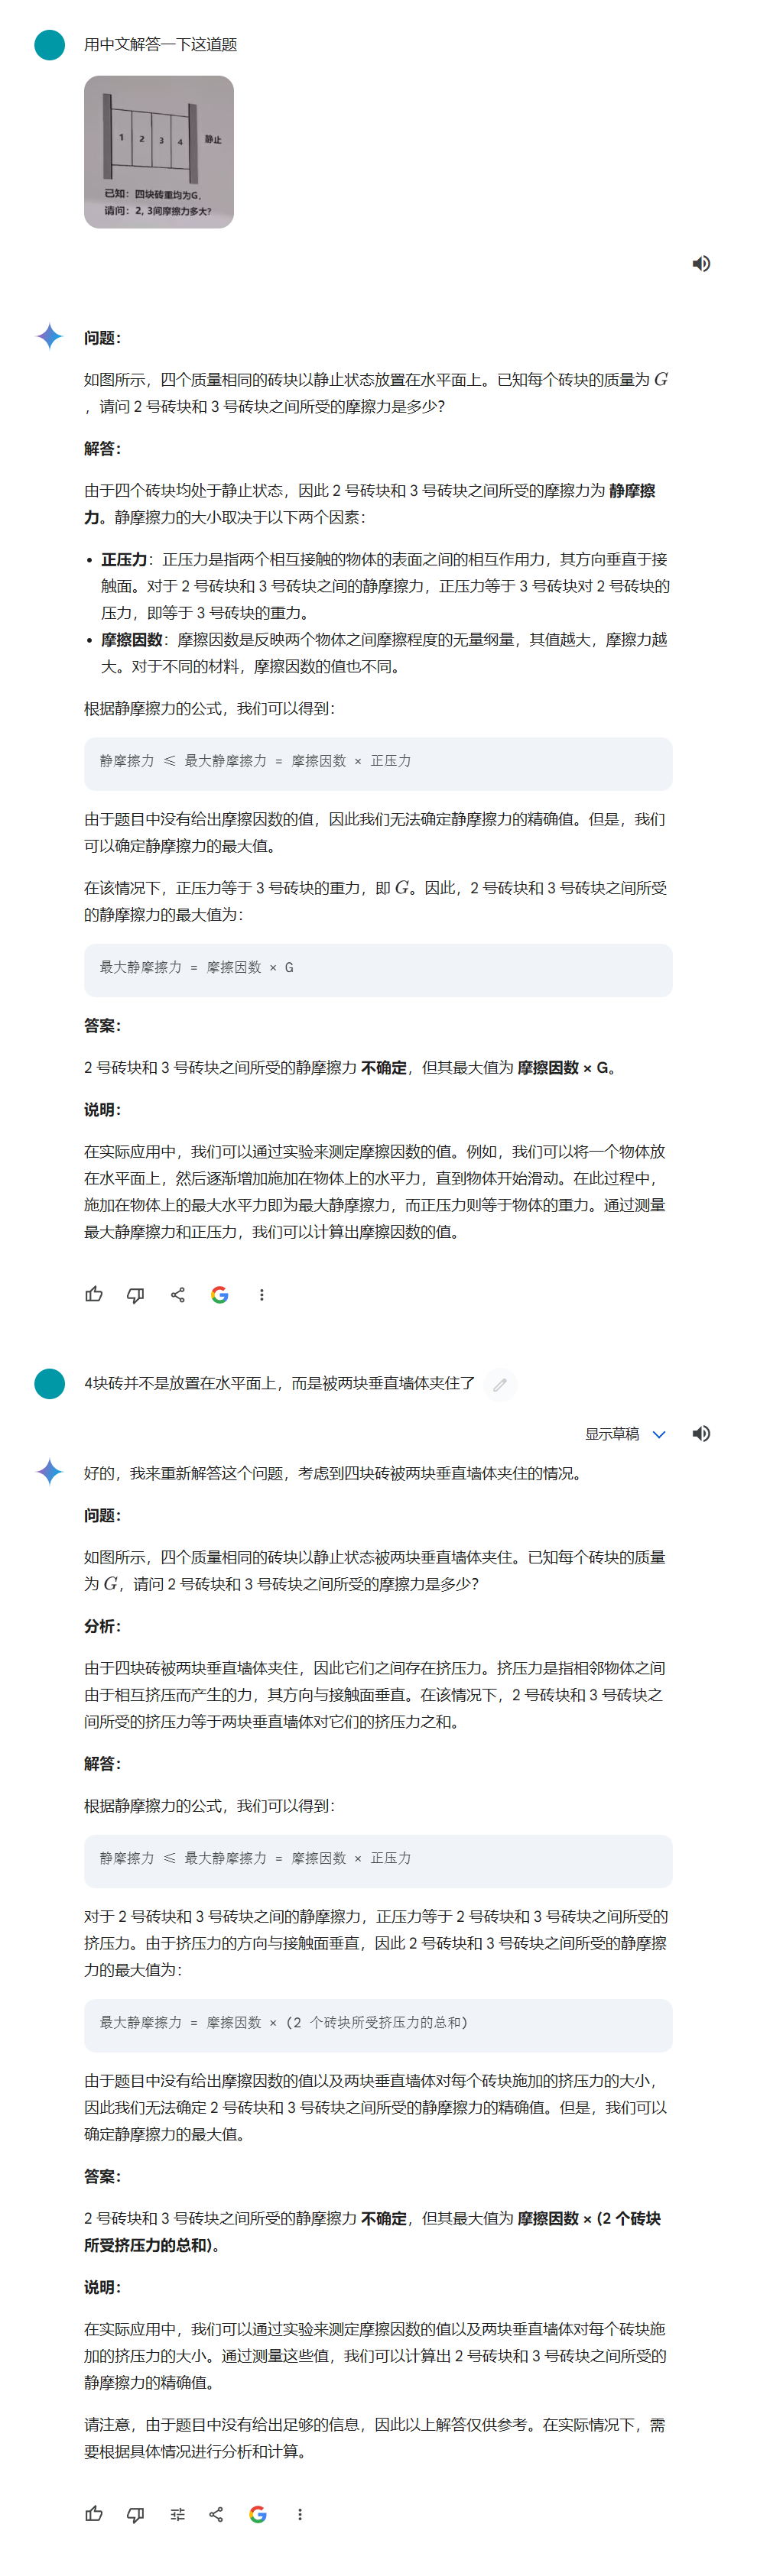 用中文解答一下这道题
1 2 3 4 静止
已知：四块砖重均为G，
请问：2, 3间摩擦力多大?
问题：
如图所示，四个质量相同的砖块以静止状态放置在水平面上。已知每个砖块的质量为 G
，请问 2 号砖块和 3 号砖块之间所受的摩擦力是多少？
解答：
由于四个砖块均处于静止状态，因此 2 号砖块和 3 号砖块之间所受的摩擦力为 静摩擦
力。静摩擦力的大小取决于以下两个因素：
• 正压力：正压力是指两个相互接触的物体的表面之间的相互作用力，其方向垂直于接
触面。对于 2 号砖块和 3 号砖块之间的静摩擦力，正压力等于 3 号砖块对 2 号砖块的
压力，即等于 3 号砖块的重力。
• 摩擦因数：摩擦因数是反映两个物体之间摩擦程度的无量纲量，其值越大，摩擦力越
大。对于不同的材料，摩擦因数的值也不同。
根据静摩擦力的公式，我们可以得到：
静摩擦力 ≤ 最大静摩擦力 = 摩擦因数 × 正压力
由于题目中没有给出摩擦因数的值，因此我们无法确定静摩擦力的精确值。但是，我们
可以确定静摩擦力的最大值。
在该情况下，正压力等于 3 号砖块的重力，即 G。因此，2 号砖块和 3 号砖块之间所受
的静摩擦力的最大值为：
最大静摩擦力 = 摩擦因数 × G
答案：
2 号砖块和 3 号砖块之间所受的静摩擦力 不确定，但其最大值为 摩擦因数 × G。
说明：
在实际应用中，我们可以通过实验来测定摩擦因数的值。例如，我们可以将一个物体放
在水平面上，然后逐渐增加施加在物体上的水平力，直到物体开始滑动。在此过程中，
施加在物体上的最大水平力即为最大静摩擦力，而正压力则等于物体的重力。通过测量
最大静摩擦力和正压力，我们可以计算出摩擦因数的值。
4块砖并不是放置在水平面上，而是被两块垂直墙体夹住了
显示草稿
好的，我来重新解答这个问题，考虑到四块砖被两块垂直墙体夹住的情况。
问题：
如图所示，四个质量相同的砖块以静止状态被两块垂直墙体夹住。已知每个砖块的质量
为 G，请问 2 号砖块和 3 号砖块之间所受的摩擦力是多少？
分析：
由于四块砖被两块垂直墙体夹住，因此它们之间存在挤压力。挤压力是指相邻物体之间
由于相互挤压而产生的力，其方向与接触面垂直。在该情况下，2 号砖块和 3 号砖块之
间所受的挤压力等于两块垂直墙体对它们的挤压力之和。
解答：
根据静摩擦力的公式，我们可以得到：
静摩擦力 ≤ 最大静摩擦力 = 摩擦因数 × 正压力
对于 2 号砖块和 3 号砖块之间的静摩擦力，正压力等于 2 号砖块和 3 号砖块之间所受的
挤压力。由于挤压力的方向与接触面垂直，因此 2 号砖块和 3 号砖块之间所受的静摩擦
力的最大值为：
最大静摩擦力 = 摩擦因数 × (2 个砖块所受挤压力的总和)
由于题目中没有给出摩擦因数的值以及两块垂直墙体对每个砖块施加的挤压力的大小，
因此我们无法确定 2 号砖块和 3 号砖块之间所受的静摩擦力的精确值。但是，我们可以
确定静摩擦力的最大值。
答案：
2 号砖块和 3 号砖块之间所受的静摩擦力 不确定，但其最大值为 摩擦因数 × (2 个砖块
所受挤压力的总和)。
说明：
在实际应用中，我们可以通过实验来测定摩擦因数的值以及两块垂直墙体对每个砖块施
加的挤压力的大小。通过测量这些值，我们可以计算出 2 号砖块和 3 号砖块之间所受的
静摩擦力的精确值。
请注意，由于题目中没有给出足够的信息，因此以上解答仅供参考。在实际情况下，需
要根据具体情况进行分析和计算。